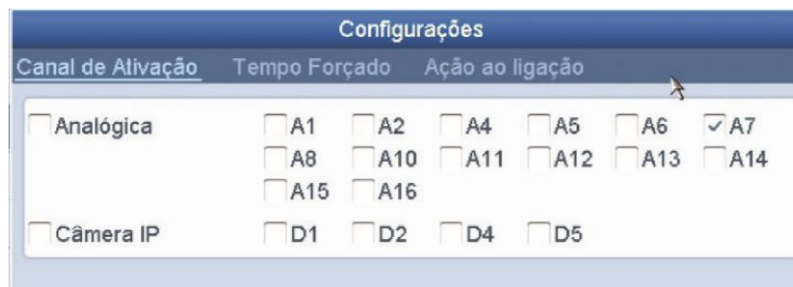 Configurações
Canal de Ativação Tempo Forçado Ação ao ligação
Analógica A1 A2 A4 A5 A6 A7
A8 A10 A11 A12 A13 A14
A15 A16
Câmera IP D1 D2 D4 D5